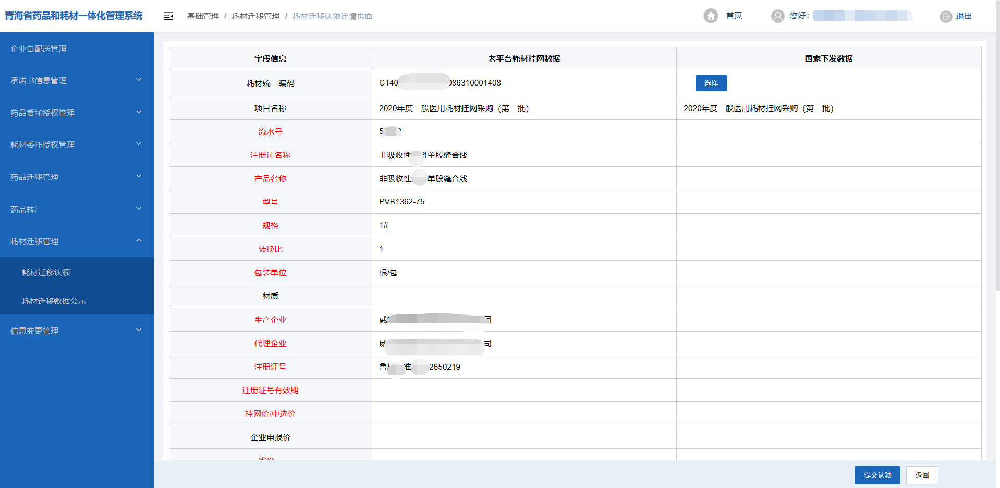 青海省药品和耗材一体化管理系统
基础管理 / 耗材迁移管理 / 耗材迁移认领详情页面
首页
您好：
退出
企业自配送管理
承诺书信息管理
药品委托授权管理
耗材委托授权管理
药品迁移管理
药品转厂
耗材迁移管理
耗材迁移认领
耗材迁移数据公示
信息变更管理
字段信息 老平台耗材挂网数据 国家下发数据
耗材统一编码 C140 086310001408 选择
项目名称 2020年度一般医用耗材挂网采购（第一批） 2020年度一般医用耗材挂网采购（第一批）
流水号 5
注册证名称 非吸收性 科单股缝合线
产品名称 非吸收性 单股缝合线
型号 PVB1362-75
规格 1#
转换比 1
包装单位 根/包
材质
生产企业 威 司
代理企业 威 司
注册证号 鲁 准 2650219
注册证号有效期
挂网价/中选价
企业申报价
提交认领 返回